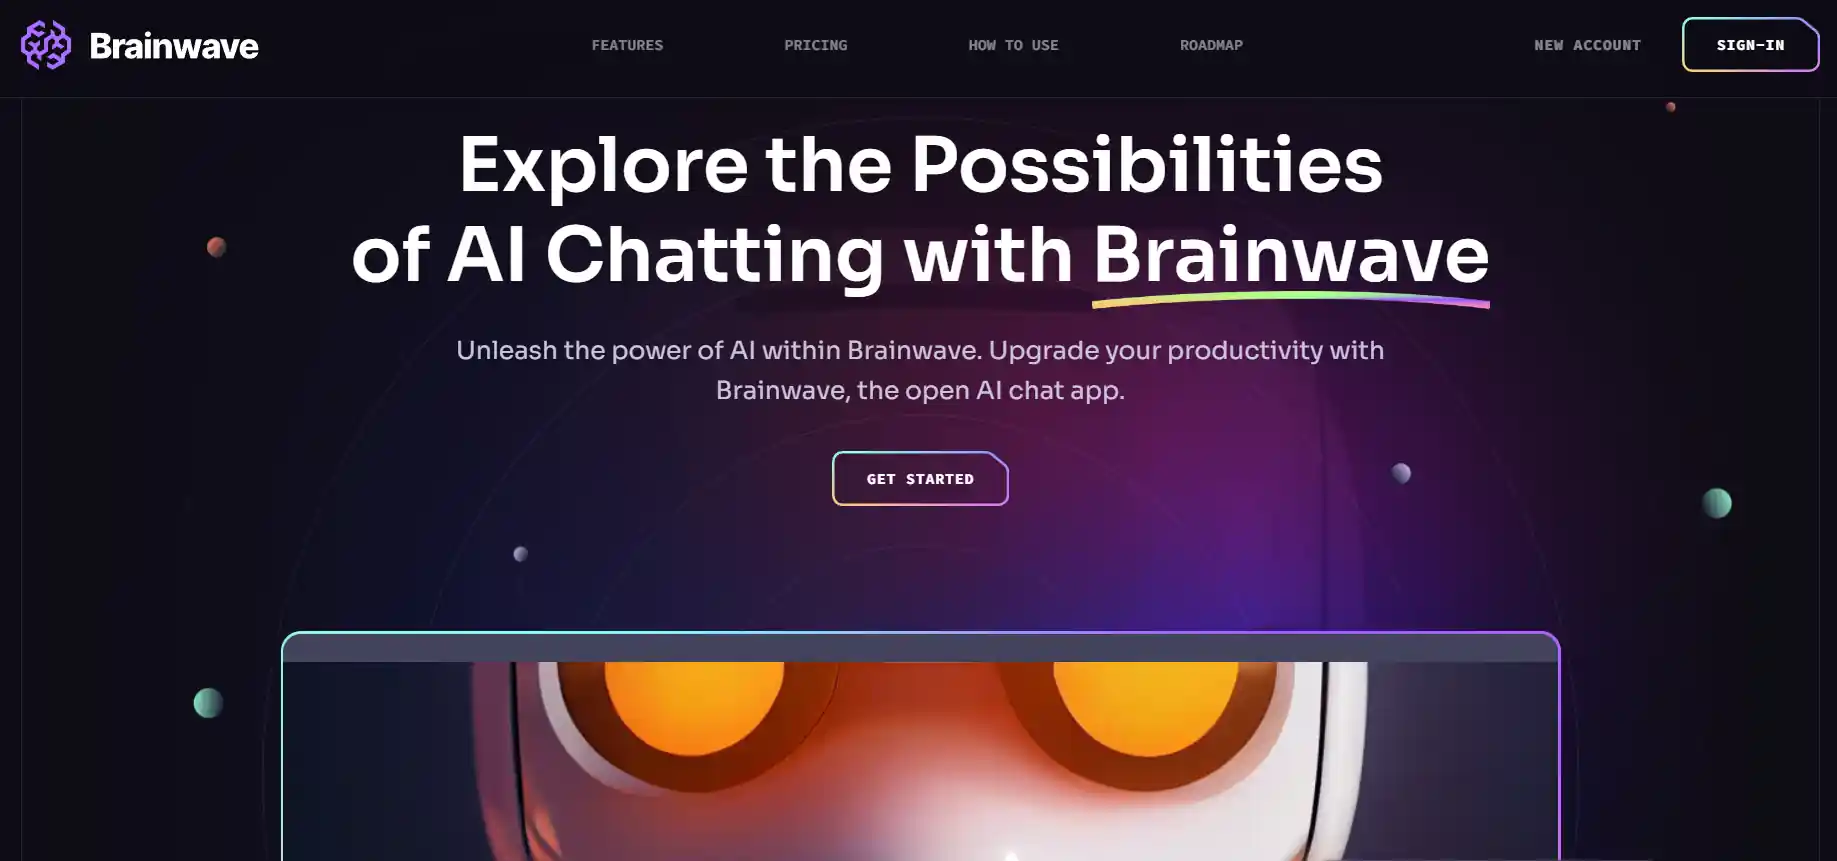 Brainwave
FEATURES
PRICING
HOW TO USE
ROADMAP
NEW ACCOUNT
SIGN-IN
Explore the Possibilities
of AI Chatting with Brainwave
Unleash the power of AI within Brainwave. Upgrade your productivity with
Brainwave, the open AI chat app.
GET STARTED